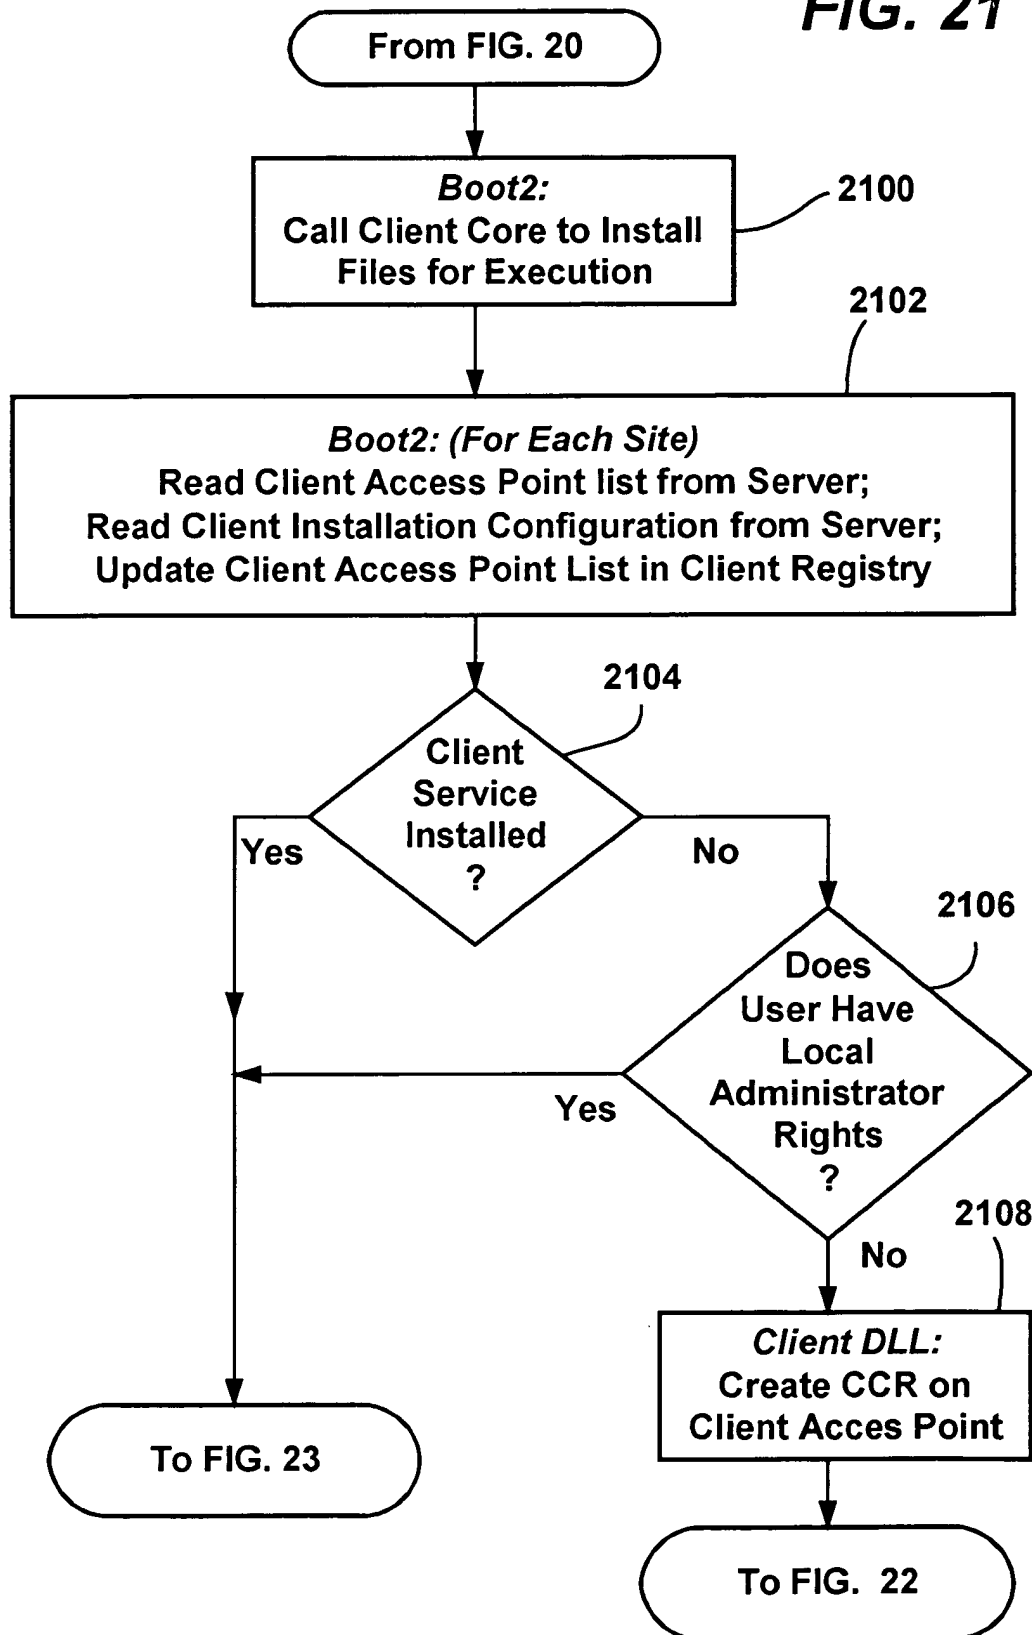 FIG. 21
From FIG. 20
Boot2:
Call Client Core to Install
Files for Execution
2100
2102
Boot2: (For Each Site)
Read Client Access Point list from Server;
Read Client Installation Configuration from Server;
Update Client Access Point List in Client Registry
2104
Client
Service
Installed
?
Yes
No
2106
Does
User Have
Local
Administrator
Rights
?
Yes
No
2108
Client DLL:
Create CCR on
Client Acces Point
To FIG. 23
To FIG. 22